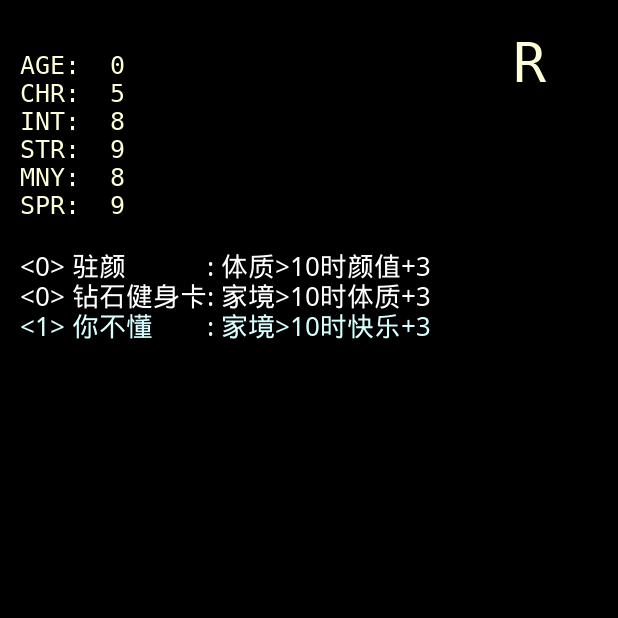 R
AGE: 0
CHR: 5
INT: 8
STR: 9
MNY: 8
SPR: 9
<0> 驻颜 : 体质>10时颜值+3
<0> 钻石健身卡: 家境>10时体质+3
<1> 你不懂 : 家境>10时快乐+3